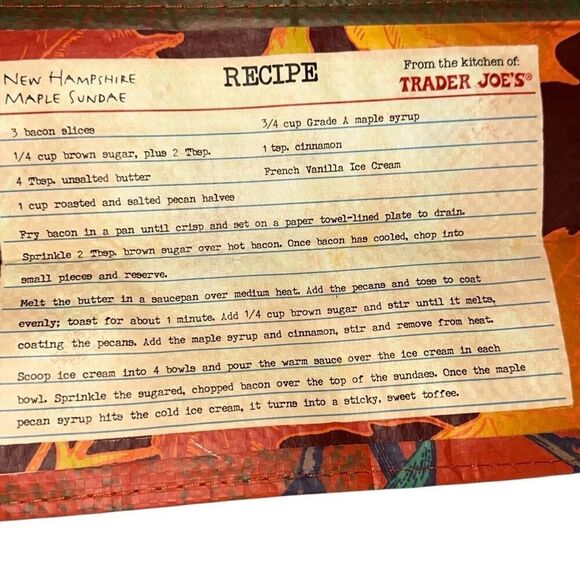 New Hampshire
Maple Sundae
RECIPE
From the kitchen of:
TRADER JOE'S®
3 bacon slices
3/4 cup Grade A maple syrup
1/4 cup brown sugar, plus 2 Tbsp.
1 tsp. cinnamon
4 Tbsp. unsalted butter
French Vanilla Ice Cream
1 cup roasted and salted pecan halves
Fry bacon in a pan until crisp and set on a paper towel-lined plate to drain.
Sprinkle 2 Tbsp. brown sugar over hot bacon. Once bacon has cooled, chop into
small pieces and reserve.
Melt the butter in a saucepan over medium heat. Add the pecans and toss to coat
evenly; toast for about 1 minute. Add 1/4 cup brown sugar and stir until it melts,
coating the pecans. Add the maple syrup and cinnamon, stir and remove from heat.
Scoop ice cream into 4 bowls and pour the warm sauce over the ice cream in each
bowl. Sprinkle the sugared, chopped bacon over the top of the sundaes. Once the maple
pecan syrup hits the cold ice cream, it turns into a sticky, sweet toffee.